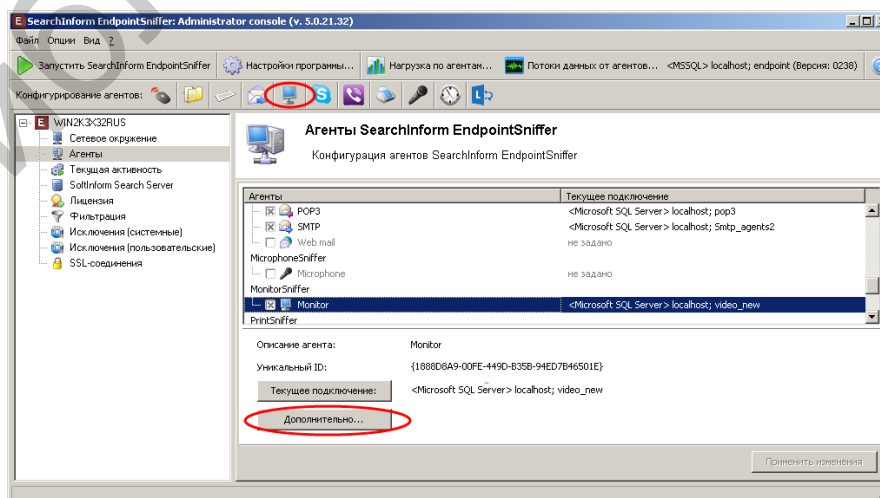 SearchInform EndpointSniffer: Administrator console (v. 5.0.21.32)
Файл Опции Вид ?
Запустить SearchInform EndpointSniffer Настройки программы... Нагрузка по агентам... Потоки данных от агентов... <MSSQL> localhost; endpoint (Версия: 0238)
Конфигурирование агентов:
WIN2K3X32RUS
Сетевое окружение
Агенты
Текущая активность
SoftInform Search Server
Лицензия
Фильтрация
Исключения (системные)
Исключения (пользовательские)
SSL-соединения
Агенты SearchInform EndpointSniffer
Конфигурация агентов SearchInform EndpointSniffer
Агенты Текущее подключение
POP3 <Microsoft SQL Server> localhost; pop3
SMTP <Microsoft SQL Server> localhost; Smtp_agents2
Web mail не задано
MicrophoneSniffer
Microphone не задано
MonitorSniffer
Monitor <Microsoft SQL Server> localhost; video_new
PrintSniffer
Описание агента: Monitor
Уникальный ID: {1888D8A9-00FE-449D-B35B-94ED7B46501E}
Текущее подключение: <Microsoft SQL Server> localhost; video_new
Дополнительно...
Применить изменения